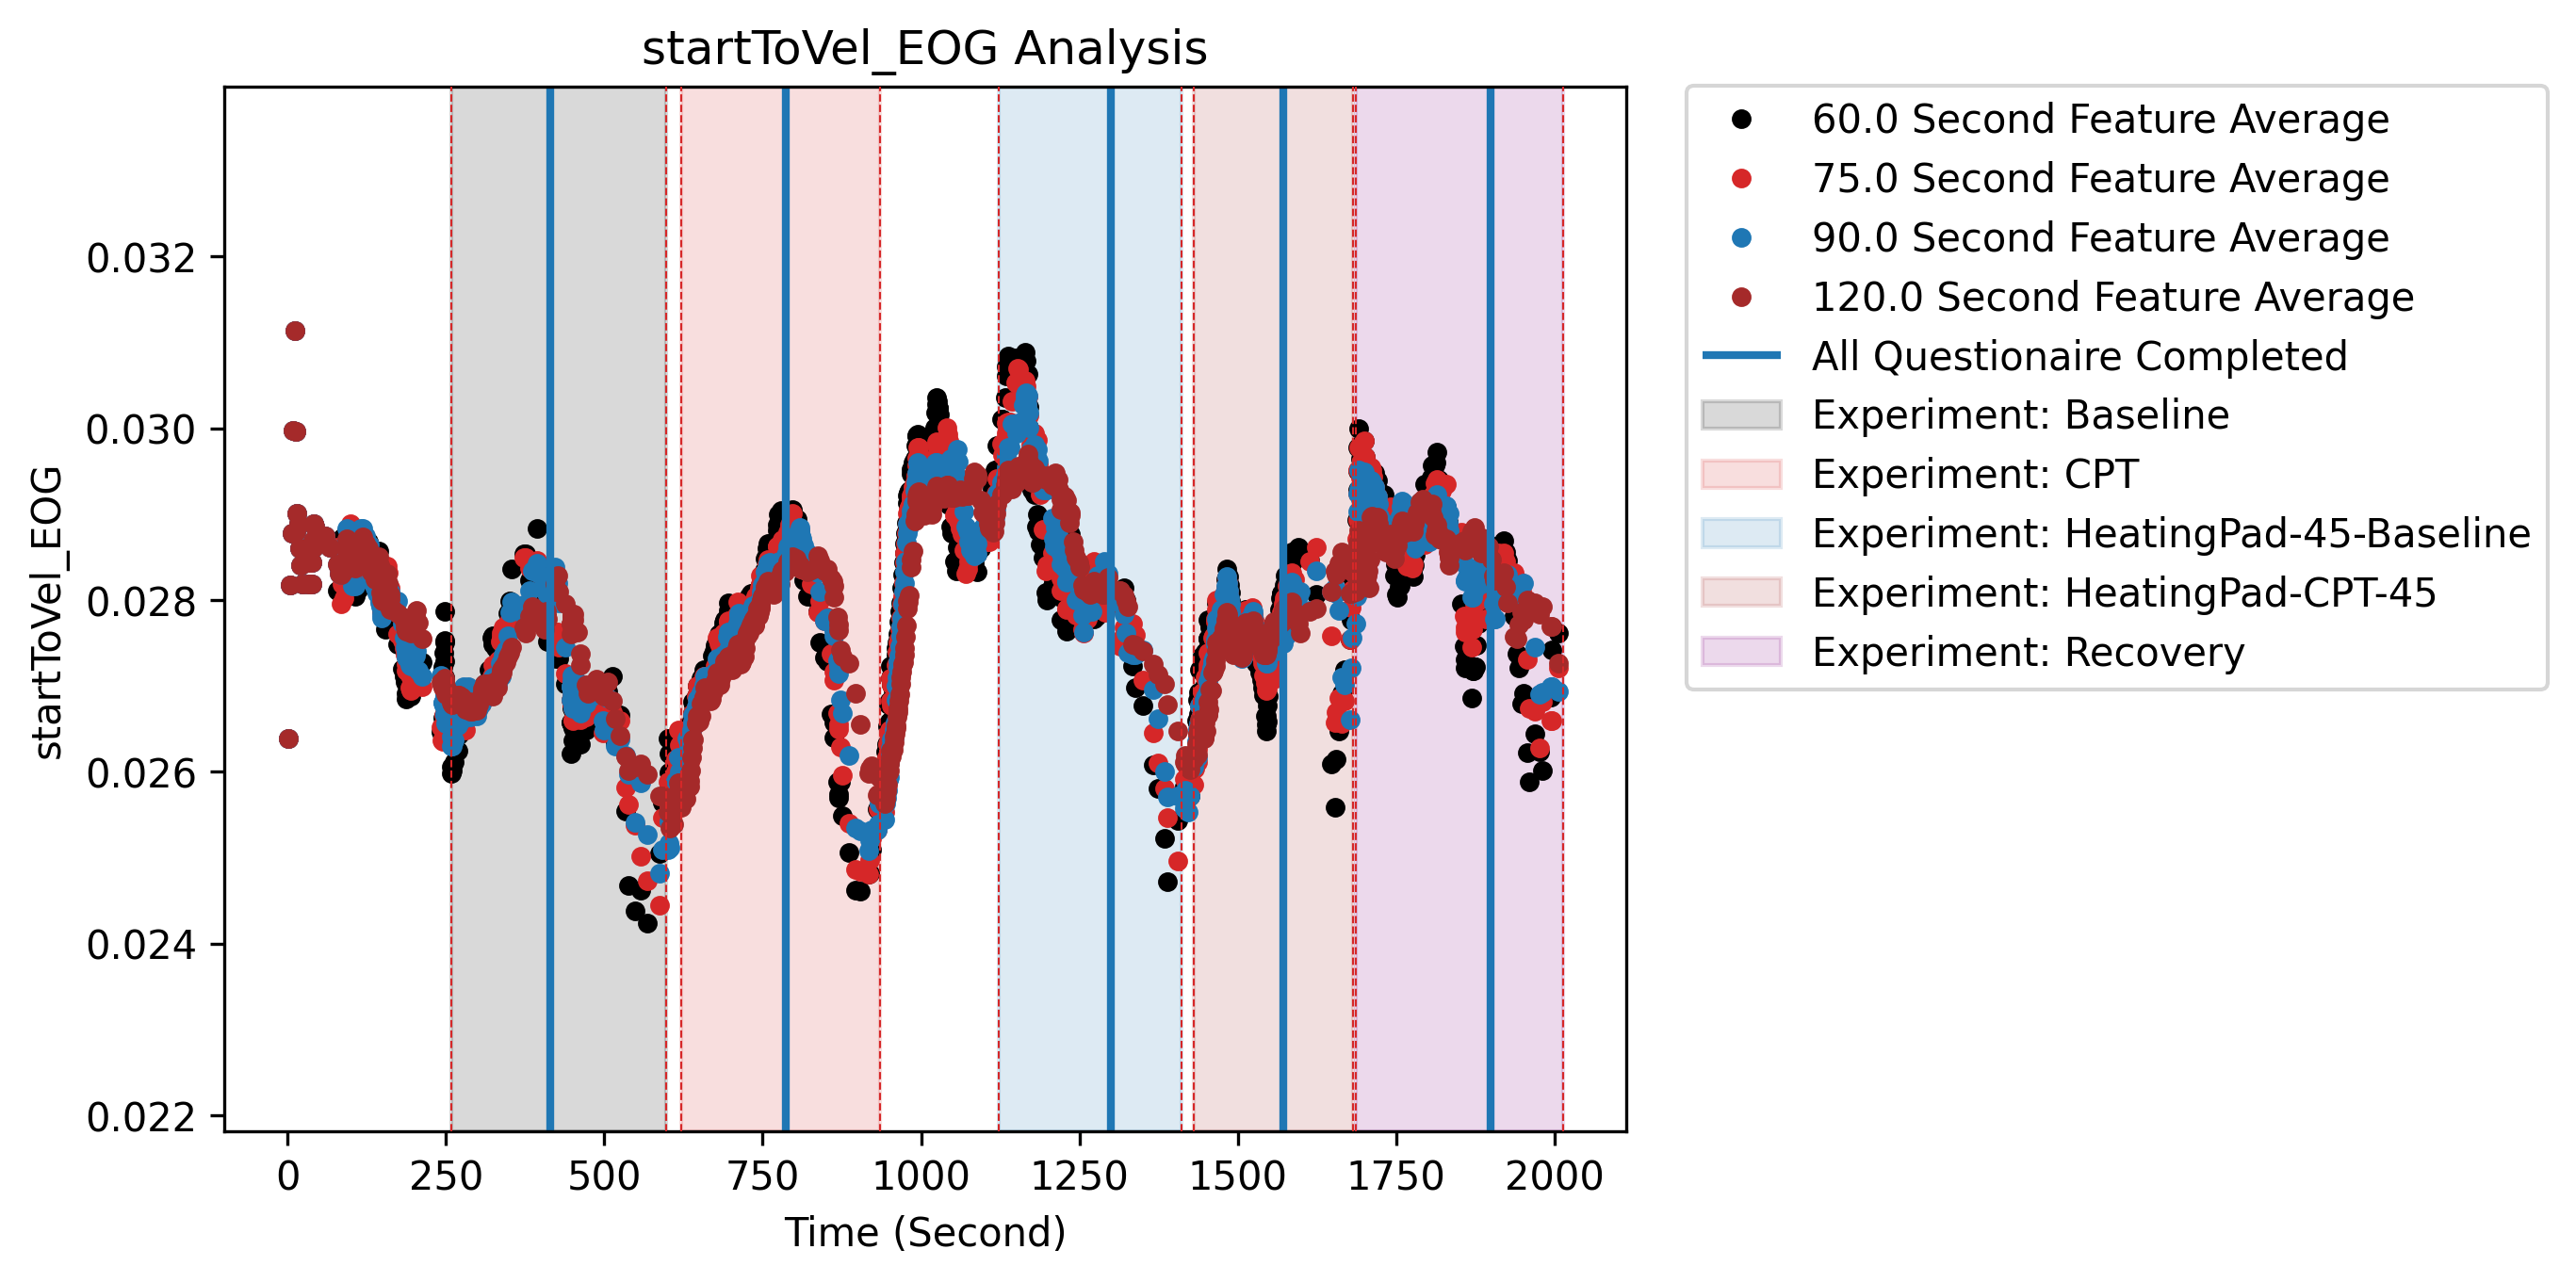 startToVel_EOG Analysis
startToVel_EOG
0.032
0.030
0.028
0.026
0.024
0.022
0 250 500 750 1000 1250 1500 1750 2000
Time (Second)
60.0 Second Feature Average
75.0 Second Feature Average
90.0 Second Feature Average
120.0 Second Feature Average
All Questionaire Completed
Experiment: Baseline
Experiment: CPT
Experiment: HeatingPad-45-Baseline
Experiment: HeatingPad-CPT-45
Experiment: Recovery